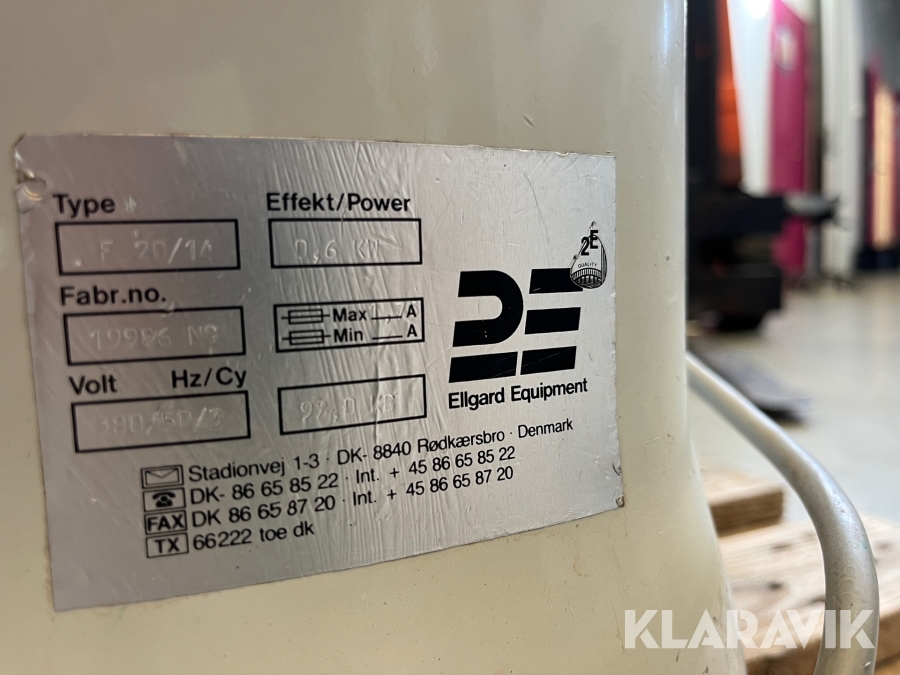 Type
Effekt/Power
F 20/14
0,6 KW
Fabr.no.
Max A
Min A
Volt Hz/Cy
380/50/3
2E
QUALITY
Ellgard Equipment
Stadionvej 1-3 · DK- 8840 Rødkærsbro · Denmark
DK- 86 65 85 22 · Int. + 45 86 65 85 22
FAX DK 86 65 87 20 · Int. + 45 86 65 87 20
TX 66222 toe dk
KLARAVIK